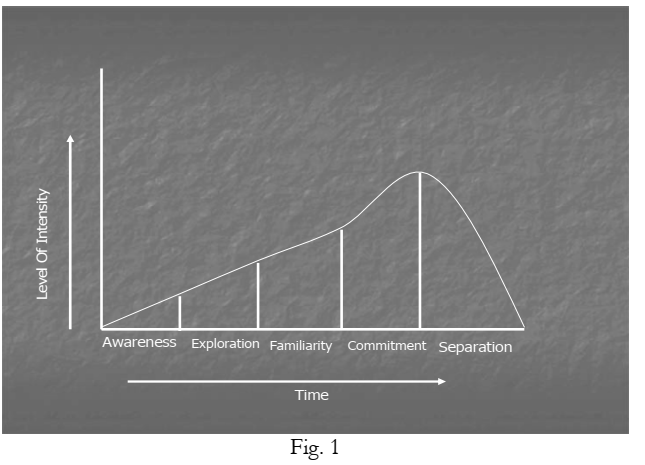 Level Of Intensity
Awareness Exploration Familiarity Commitment Separation
Time
Fig. 1